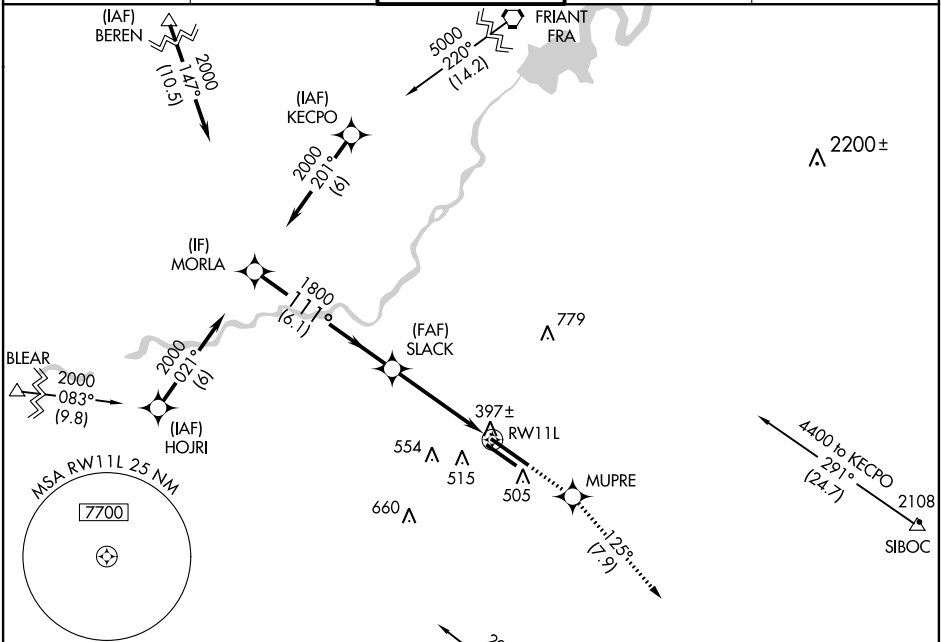 (IAF)
BEREN
2000
147°
(10.5)
FRIANT
FRA
5000
220°
(14.2)
(IAF)
KECPO
2000
201°
(6)
2200±
(IF)
MORLA
1800
111°
(6.1)
(FAF)
SLACK
779
BLEAR
2000
083°
(9.8)
2000
021°
(6)
(IAF)
HOJRI
397±
RW11L
554
515
505
MUPRE
660
125°
(7.9)
4400 to KECPO
291°
(24.7)
2108
SIBOC
MSA RW11L 25 NM
7700